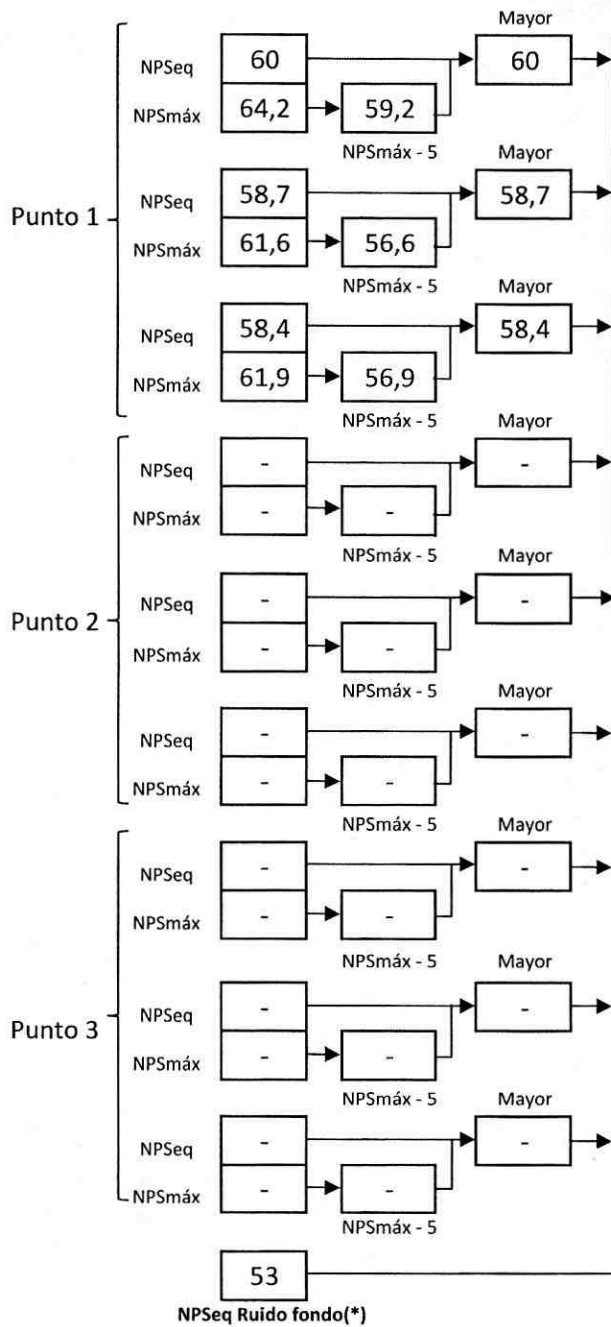 Mayor
NPSeq 60 60
NPSmáx 64,2 59,2
NPSmáx - 5
Mayor
NPSeq 58,7 58,7
Punto 1
NPSmáx 61,6 56,6
NPSmáx - 5
Mayor
NPSeq 58,4 58,4
NPSmáx 61,9 56,9
NPSmáx - 5
Mayor
NPSeq - -
NPSmáx - -
NPSmáx - 5
Mayor
NPSeq - -
Punto 2
NPSmáx - -
NPSmáx - 5
Mayor
NPSeq - -
NPSmáx - -
NPSmáx - 5
Mayor
NPSeq - -
NPSmáx - -
NPSmáx - 5
Mayor
NPSeq - -
Punto 3
NPSmáx - -
NPSmáx - 5
Mayor
NPSeq - -
NPSmáx - -
NPSmáx - 5
53
NPSeq Ruido fondo(*)